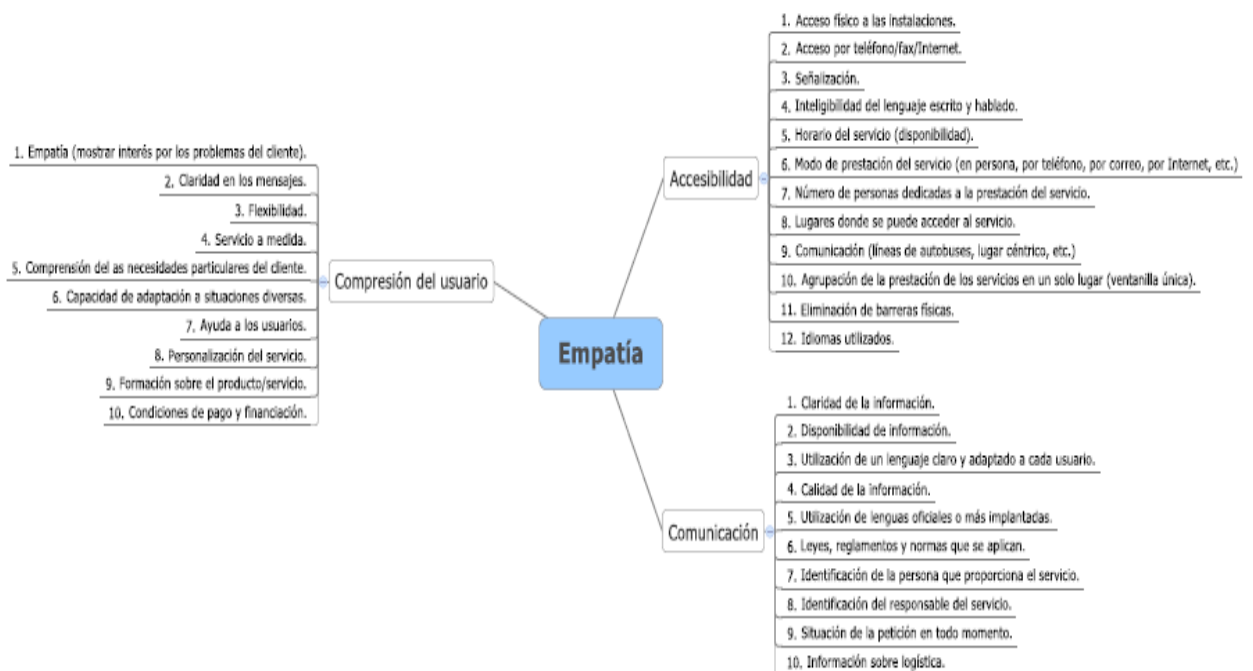 Empatía
Compresión del usuario
1. Empatía (mostrar interés por los problemas del cliente).
2. Claridad en los mensajes.
3. Flexibilidad.
4. Servicio a medida.
5. Comprensión del as necesidades particulares del cliente.
6. Capacidad de adaptación a situaciones diversas.
7. Ayuda a los usuarios.
8. Personalización del servicio.
9. Formación sobre el producto/servicio.
10. Condiciones de pago y financiación.
Accesibilidad
1. Acceso físico a las instalaciones.
2. Acceso por teléfono/fax/Internet.
3. Señalización.
4. Inteligibilidad del lenguaje escrito y hablado.
5. Horario del servicio (disponibilidad).
6. Modo de prestación del servicio (en persona, por teléfono, por correo, por Internet, etc.)
7. Número de personas dedicadas a la prestación del servicio.
8. Lugares donde se puede acceder al servicio.
9. Comunicación (líneas de autobuses, lugar céntrico, etc.)
10. Agrupación de la prestación de los servicios en un solo lugar (ventanilla única).
11. Eliminación de barreras físicas.
12. Idiomas utilizados.
Comunicación
1. Claridad de la información.
2. Disponibilidad de información.
3. Utilización de un lenguaje claro y adaptado a cada usuario.
4. Calidad de la información.
5. Utilización de lenguas oficiales o más implantadas.
6. Leyes, reglamentos y normas que se aplican.
7. Identificación de la persona que proporciona el servicio.
8. Identificación del responsable del servicio.
9. Situación de la petición en todo momento.
10. Información sobre logística.